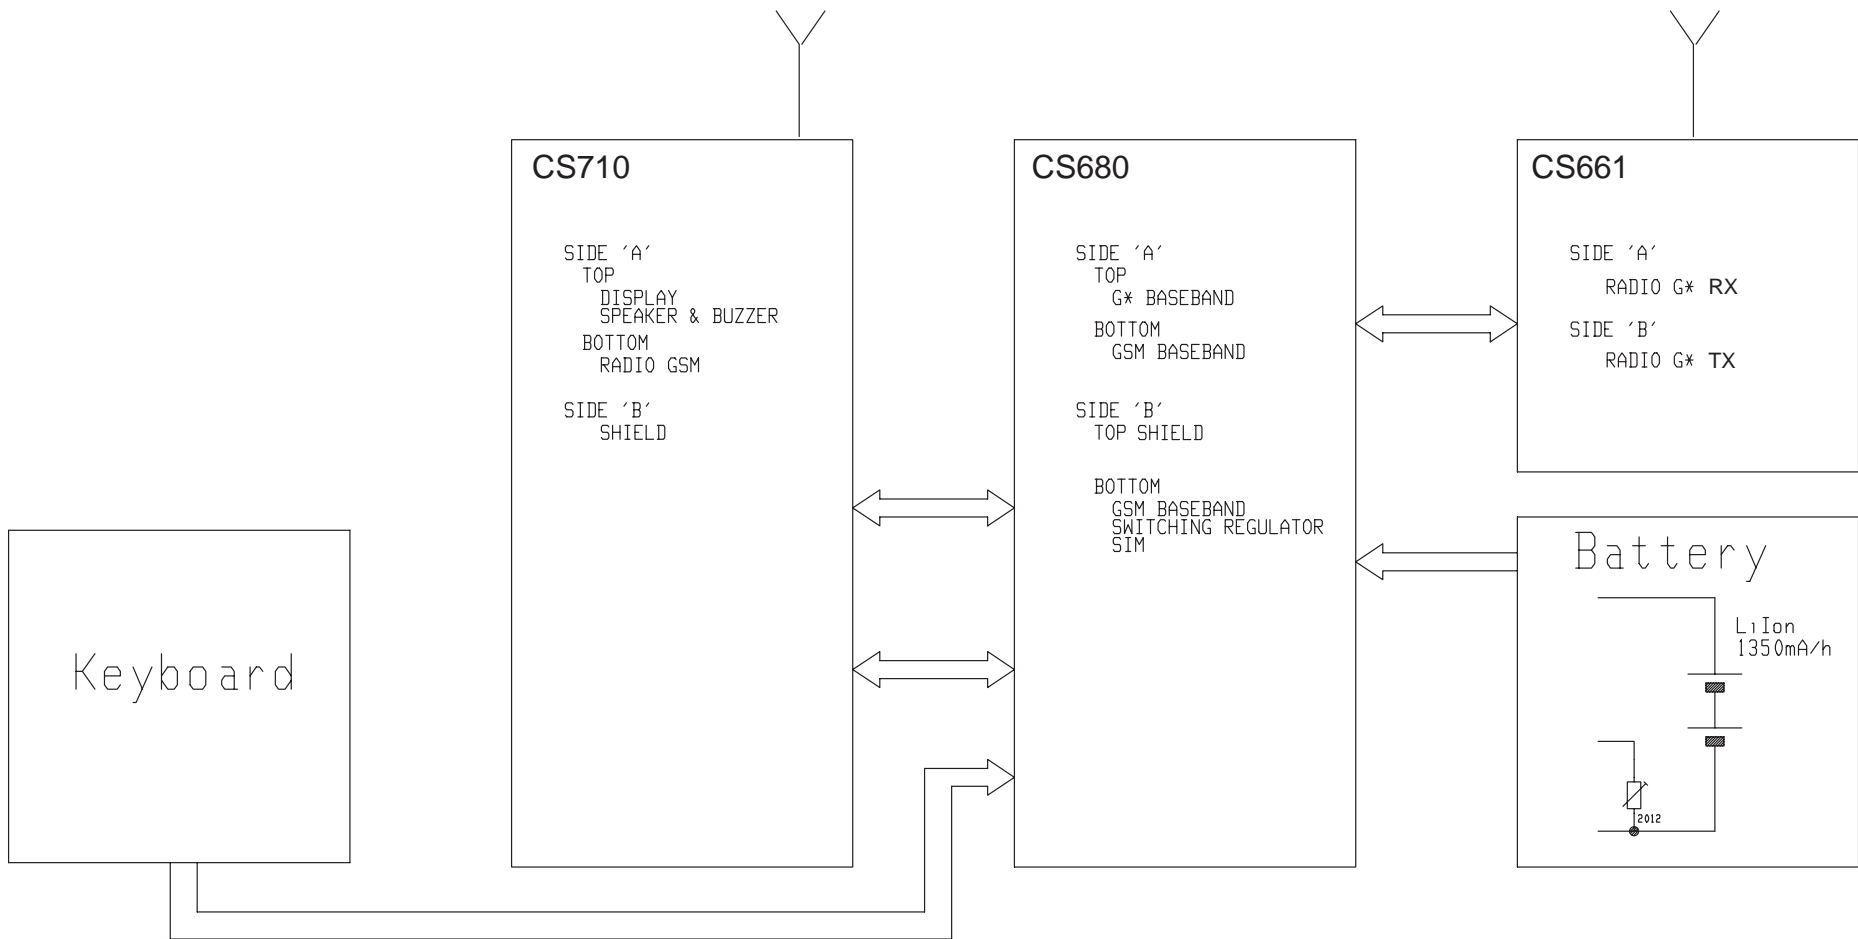 CS710
SIDE 'A'
TOP
DISPLAY
SPEAKER & BUZZER
BOTTOM
RADIO GSM
SIDE 'B'
SHIELD
CS680
SIDE 'A'
TOP
G* BASEBAND
BOTTOM
GSM BASEBAND
SIDE 'B'
TOP SHIELD
BOTTOM
GSM BASEBAND
SWITCHING REGULATOR
SIM
CS661
SIDE 'A'
RADIO G* RX
SIDE 'B'
RADIO G* TX
Keyboard
Battery
LiIon
1350mA/h
2012